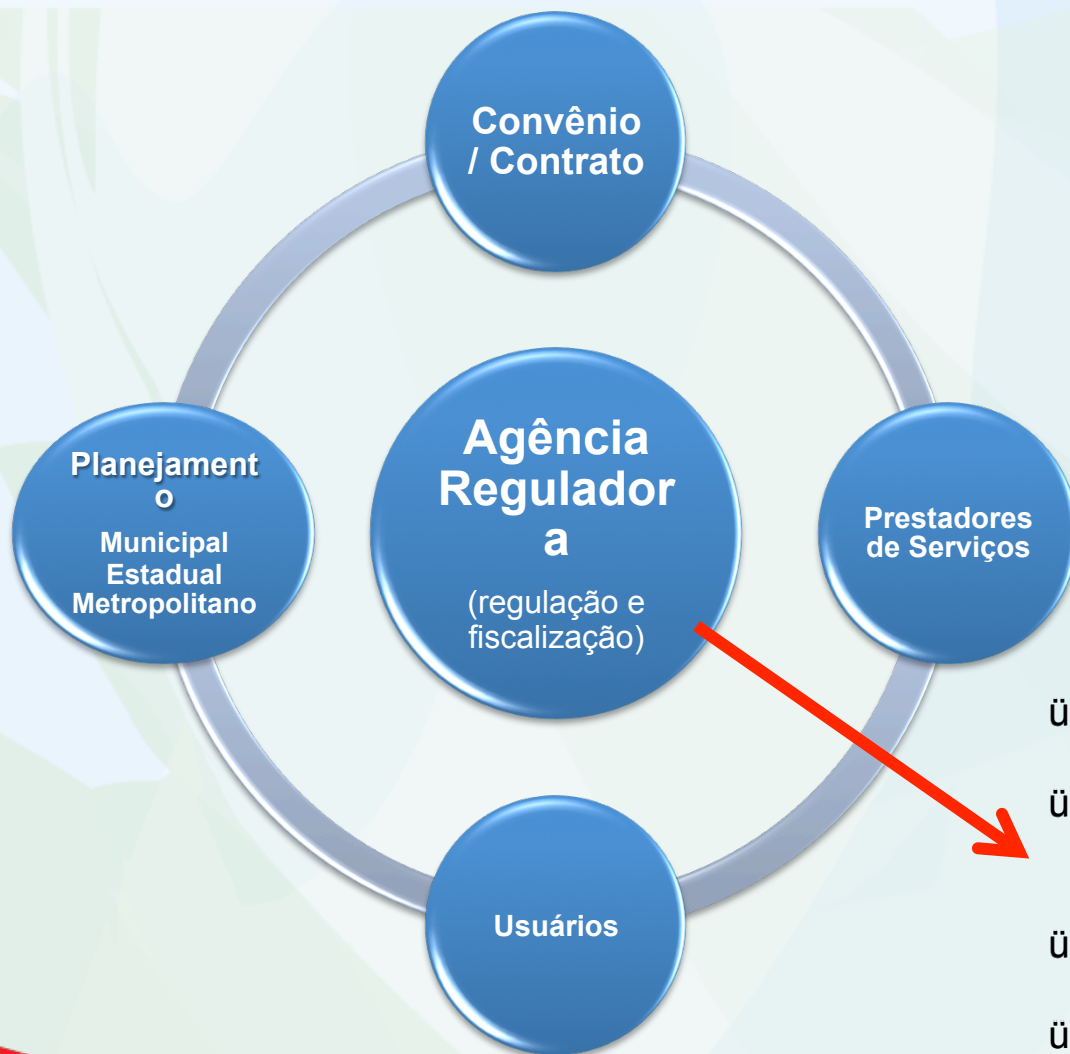 Convênio
/ Contrato
Planejament
o
Municipal
Estadual
Metropolitano
Agência
Regulador
a
(regulação e
fiscalização)
Prestadores
de Serviços
Usuários
ü
ü
ü
ü